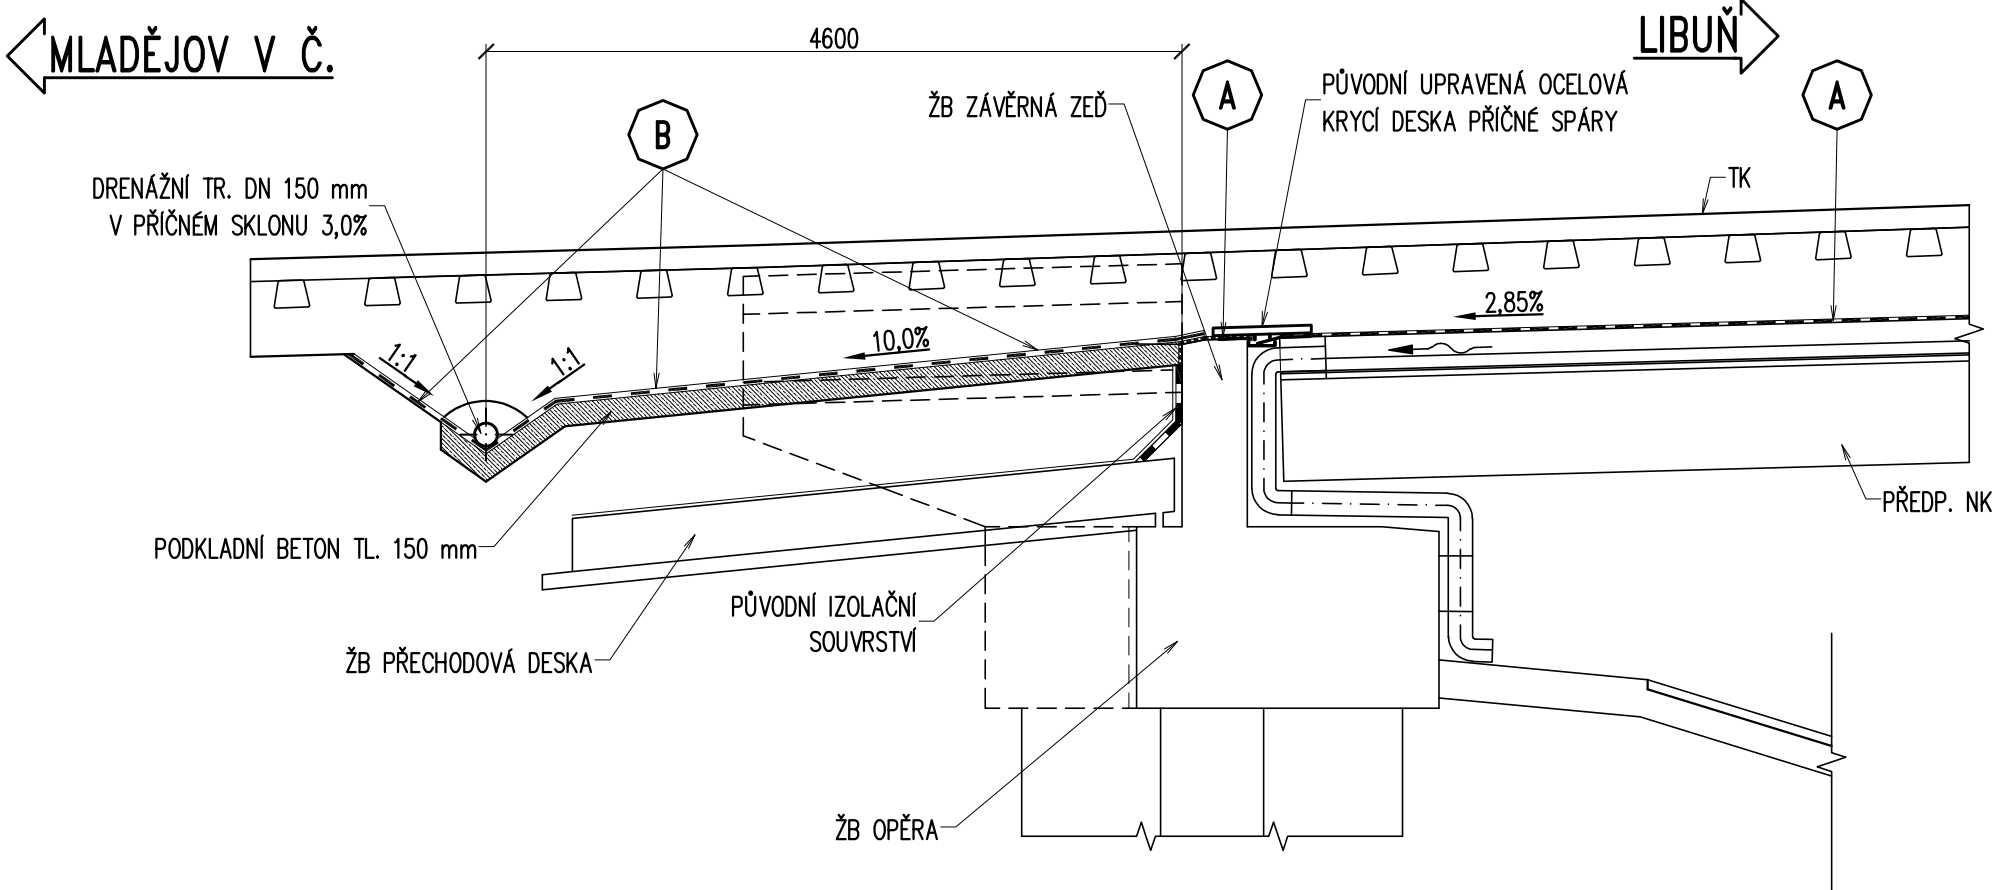 MLADĚJOV V Č.
4600
LIBUŇ
ŽB ZÁVĚRNÁ ZEĎ
A
PŮVODNÍ UPRAVENÁ OCELOVÁ
KRYCÍ DESKA PŘÍČNÉ SPÁRY
A
B
TK
DRENÁŽNÍ TR. DN 150 mm
V PŘÍČNÉM SKLONU 3,0%
2,85%
10,0%
1:1
1:1
PŘEDP. NK
PODKLADNÍ BETON TL. 150 mm
PŮVODNÍ IZOLAČNÍ
SOUVRSTVÍ
ŽB PŘECHODOVÁ DESKA
ŽB OPĚRA